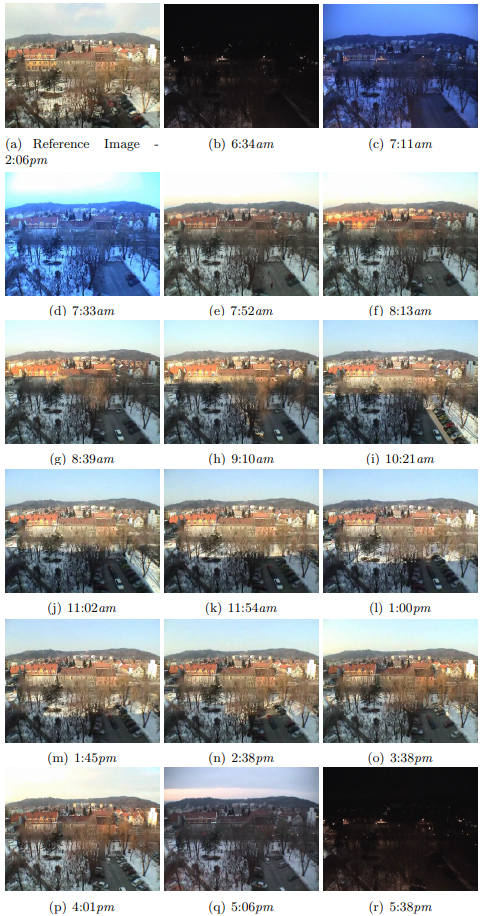 (a) Reference Image -
2:06pm
(b) 6:34am
(c) 7:11am
(d) 7:33am
(e) 7:52am
(f) 8:13am
(g) 8:39am
(h) 9:10am
(i) 10:21am
(j) 11:02am
(k) 11:54am
(l) 1:00pm
(m) 1:45pm
(n) 2:38pm
(o) 3:38pm
(p) 4:01pm
(q) 5:06pm
(r) 5:38pm